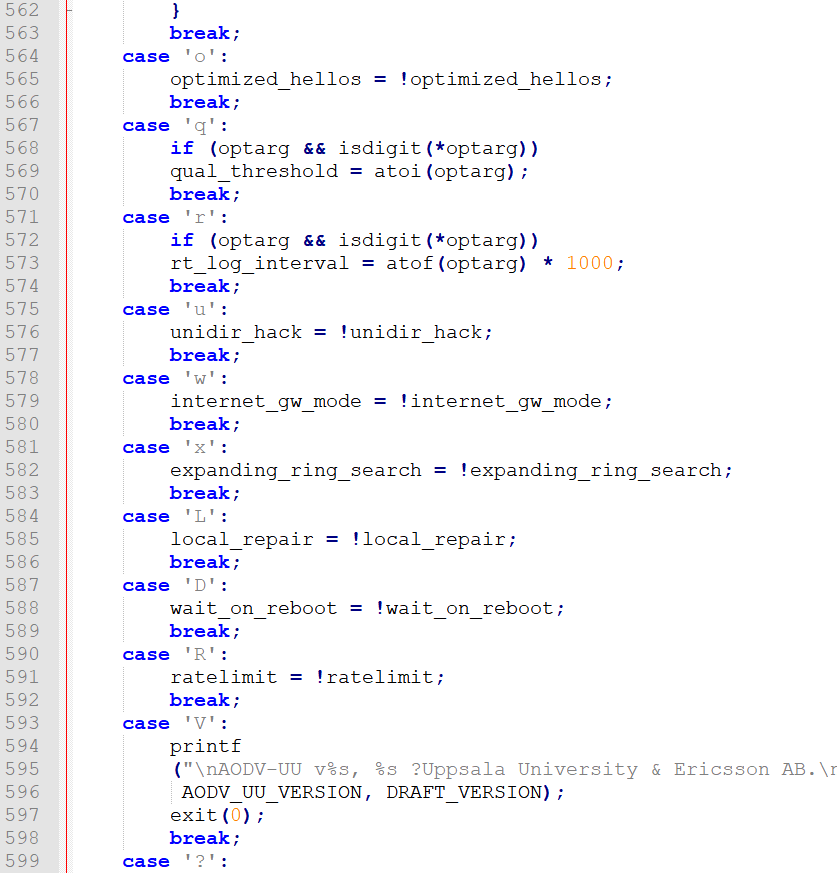 562 }
563 break;
564 case 'o':
565 optimized_hellos = !optimized_hellos;
566 break;
567 case 'q':
568 if (optarg && isdigit(*optarg))
569 qual_threshold = atoi(optarg);
570 break;
571 case 'r':
572 if (optarg && isdigit(*optarg))
573 rt_log_interval = atof(optarg) * 1000;
574 break;
575 case 'u':
576 unidir_hack = !unidir_hack;
577 break;
578 case 'w':
579 internet_gw_mode = !internet_gw_mode;
580 break;
581 case 'x':
582 expanding_ring_search = !expanding_ring_search;
583 break;
584 case 'L':
585 local_repair = !local_repair;
586 break;
587 case 'D':
588 wait_on_reboot = !wait_on_reboot;
589 break;
590 case 'R':
591 ratelimit = !ratelimit;
592 break;
593 case 'V':
594 printf
595 ("\nAODV-UU v%s, %s ?Uppsala University & Ericsson AB.\
596 AODV_UU_VERSION, DRAFT_VERSION);
597 exit(0);
598 break;
599 case '?':